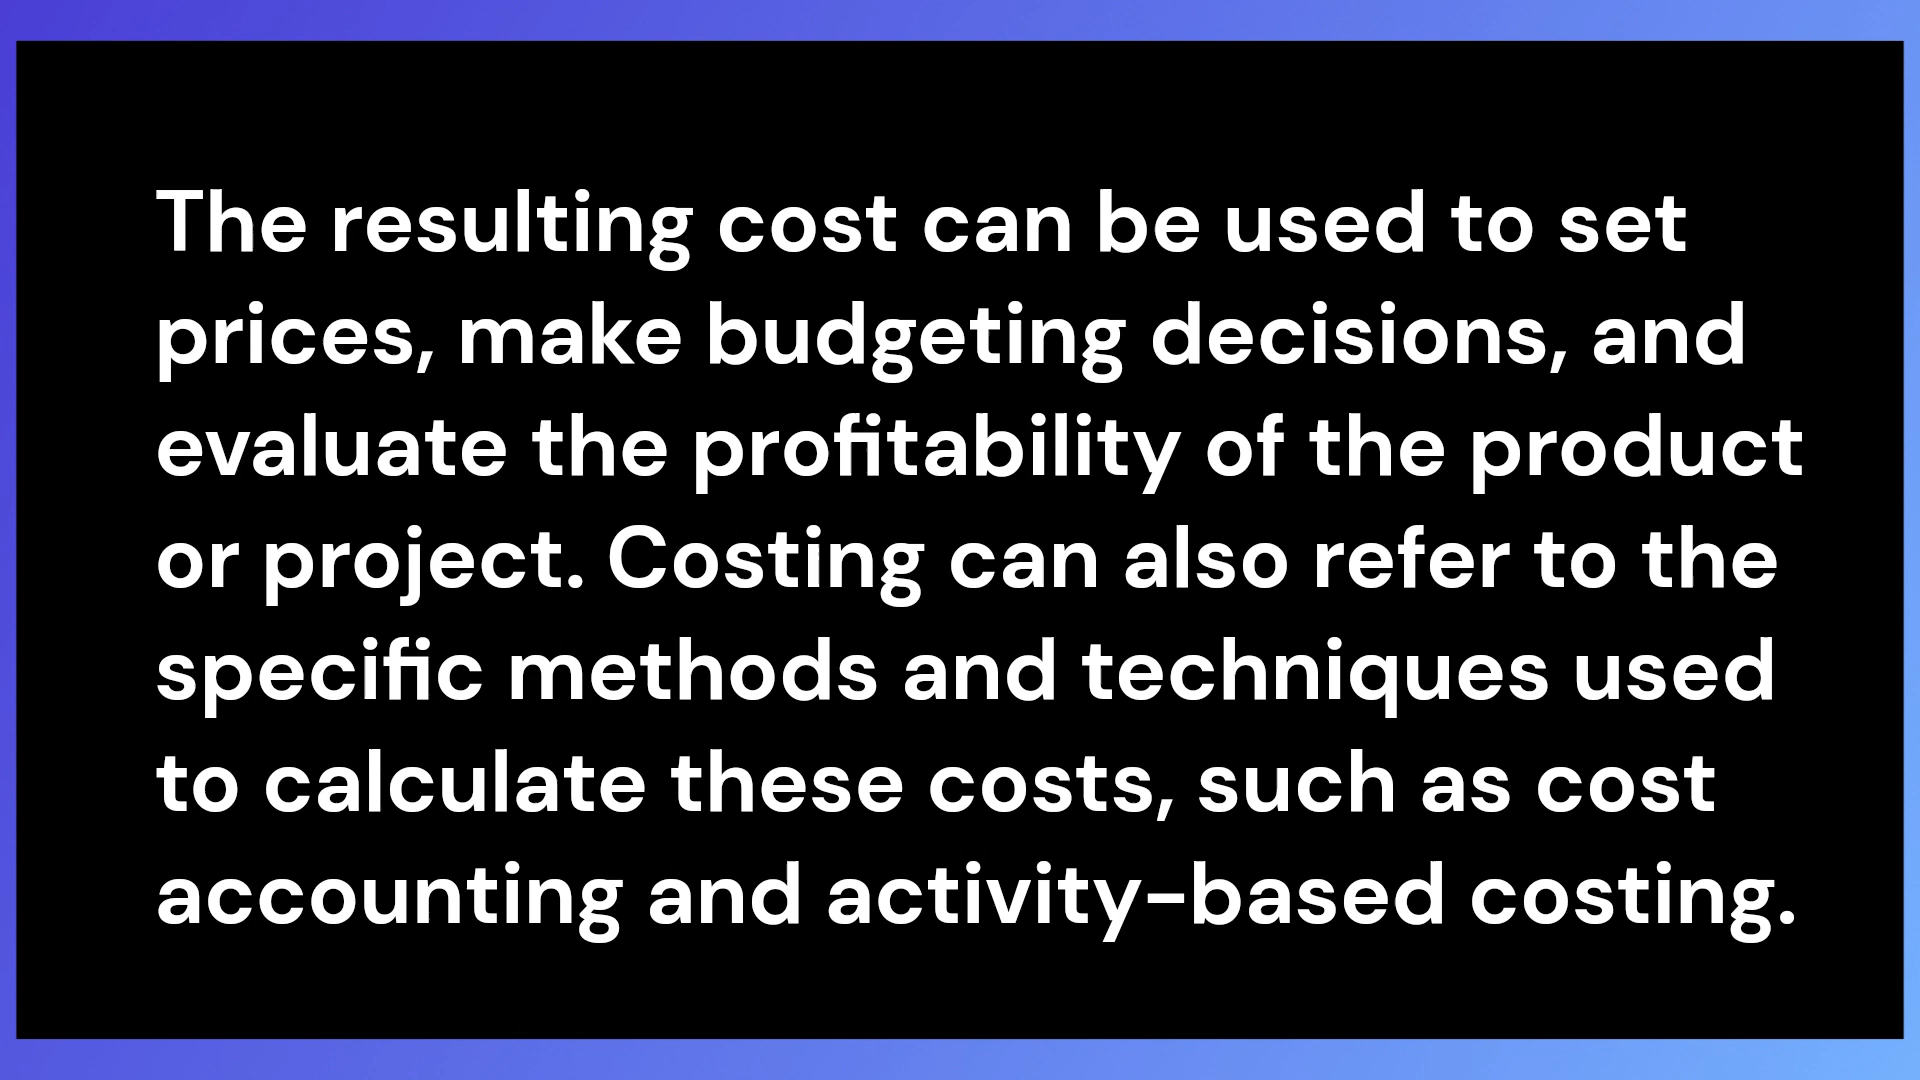 The resulting cost can be used to set
prices, make budgeting decisions, and
evaluate the profitability of the product
or project. Costing can also refer to the
specific methods and techniques used
to calculate these costs, such as cost
accounting and activity-based costing.